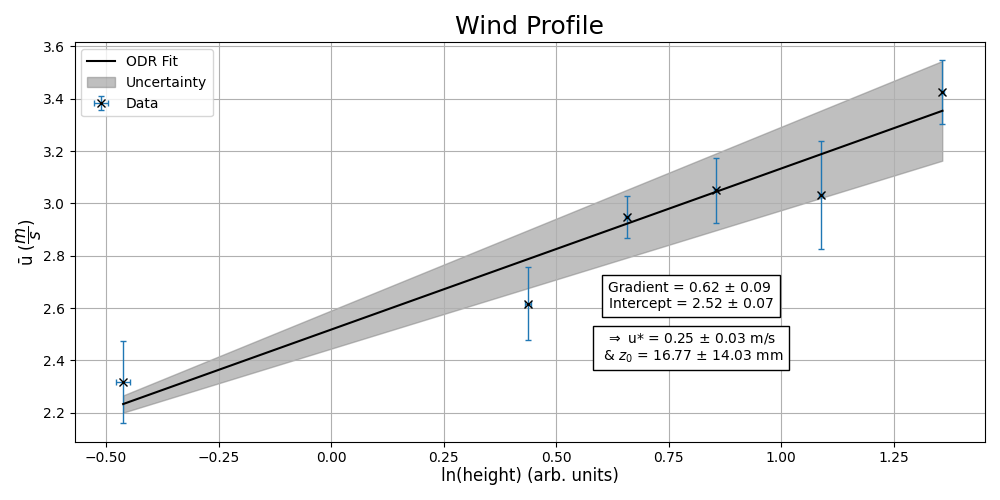 Wind Profile
ODR Fit
Uncertainty
Data
3.6
3.4
3.2
3.0
2.8
2.6
2.4
2.2
ū (m/s)
Gradient = 0.62 ± 0.09
Intercept = 2.52 ± 0.07
⇒ u* = 0.25 ± 0.03 m/s
& z₀ = 16.77 ± 14.03 mm
−0.50 −0.25 0.00 0.25 0.50 0.75 1.00 1.25
ln(height) (arb. units)